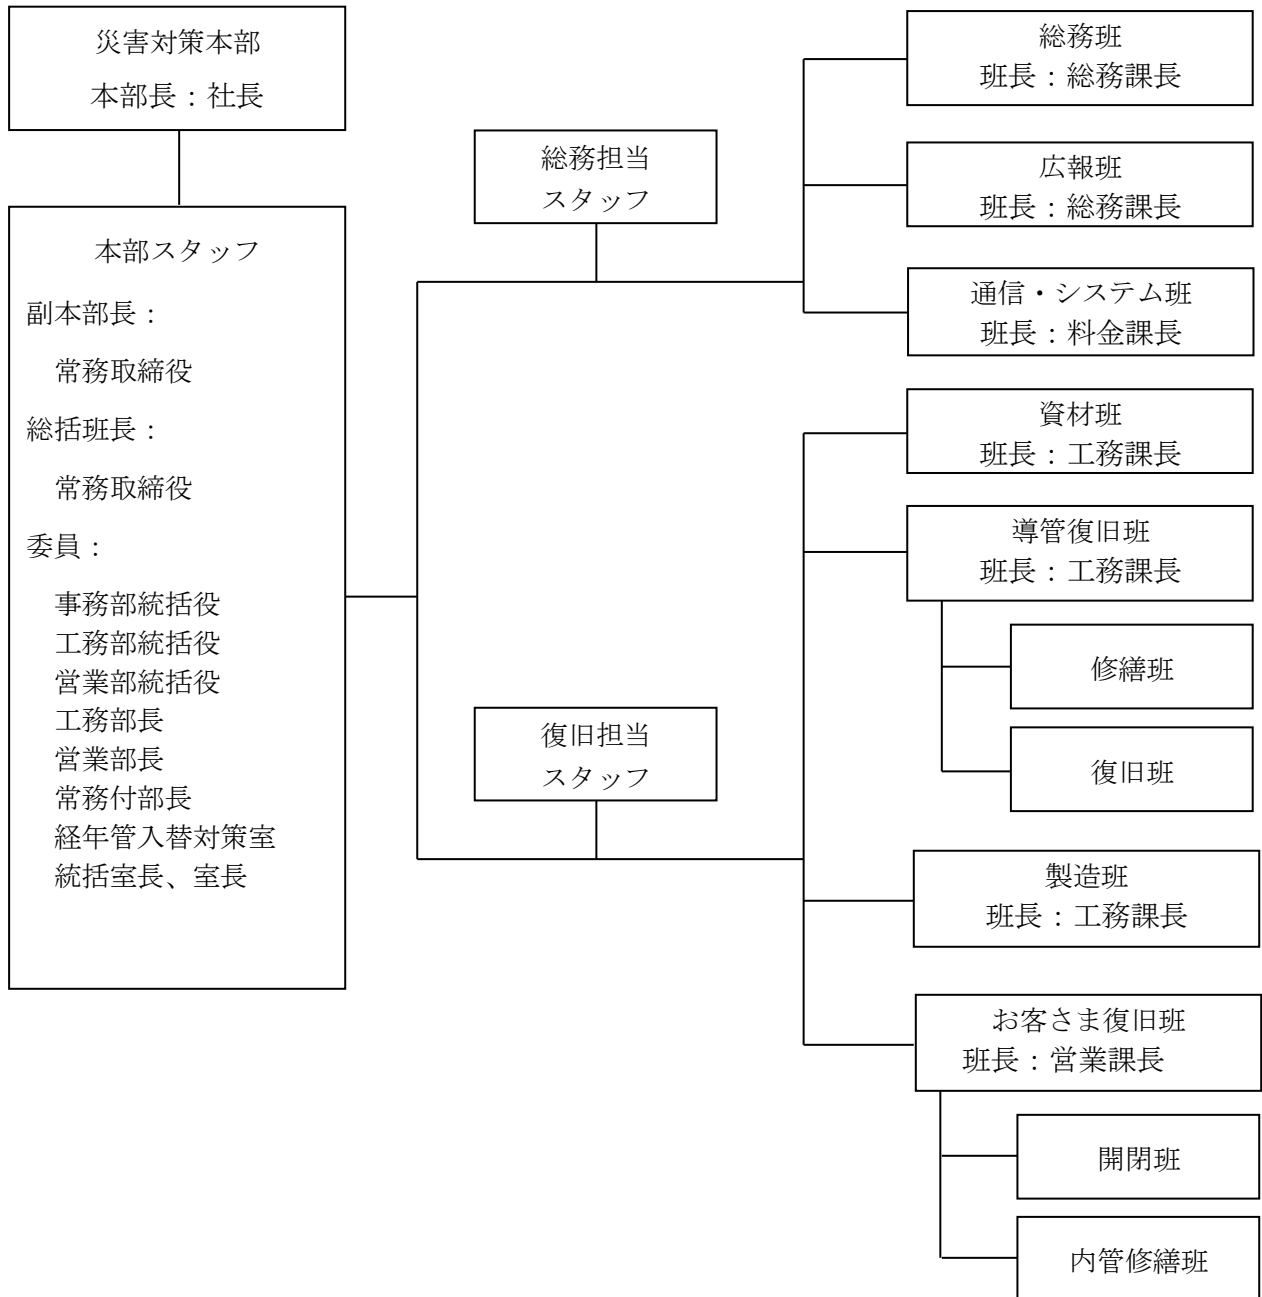 災害対策本部
本部長：社長
本部スタッフ
副本部長：
常務取締役
総括班長：
常務取締役
委員：
事務部統括役
工務部統括役
営業部統括役
工務部長
営業部長
常務付部長
経年管入替対策室
統括室長、室長
総務担当
スタッフ
復旧担当
スタッフ
総務班
班長：総務課長
広報班
班長：総務課長
通信・システム班
班長：料金課長
資材班
班長：工務課長
導管復旧班
班長：工務課長
修繕班
復旧班
製造班
班長：工務課長
お客さま復旧班
班長：営業課長
開閉班
内管修繕班